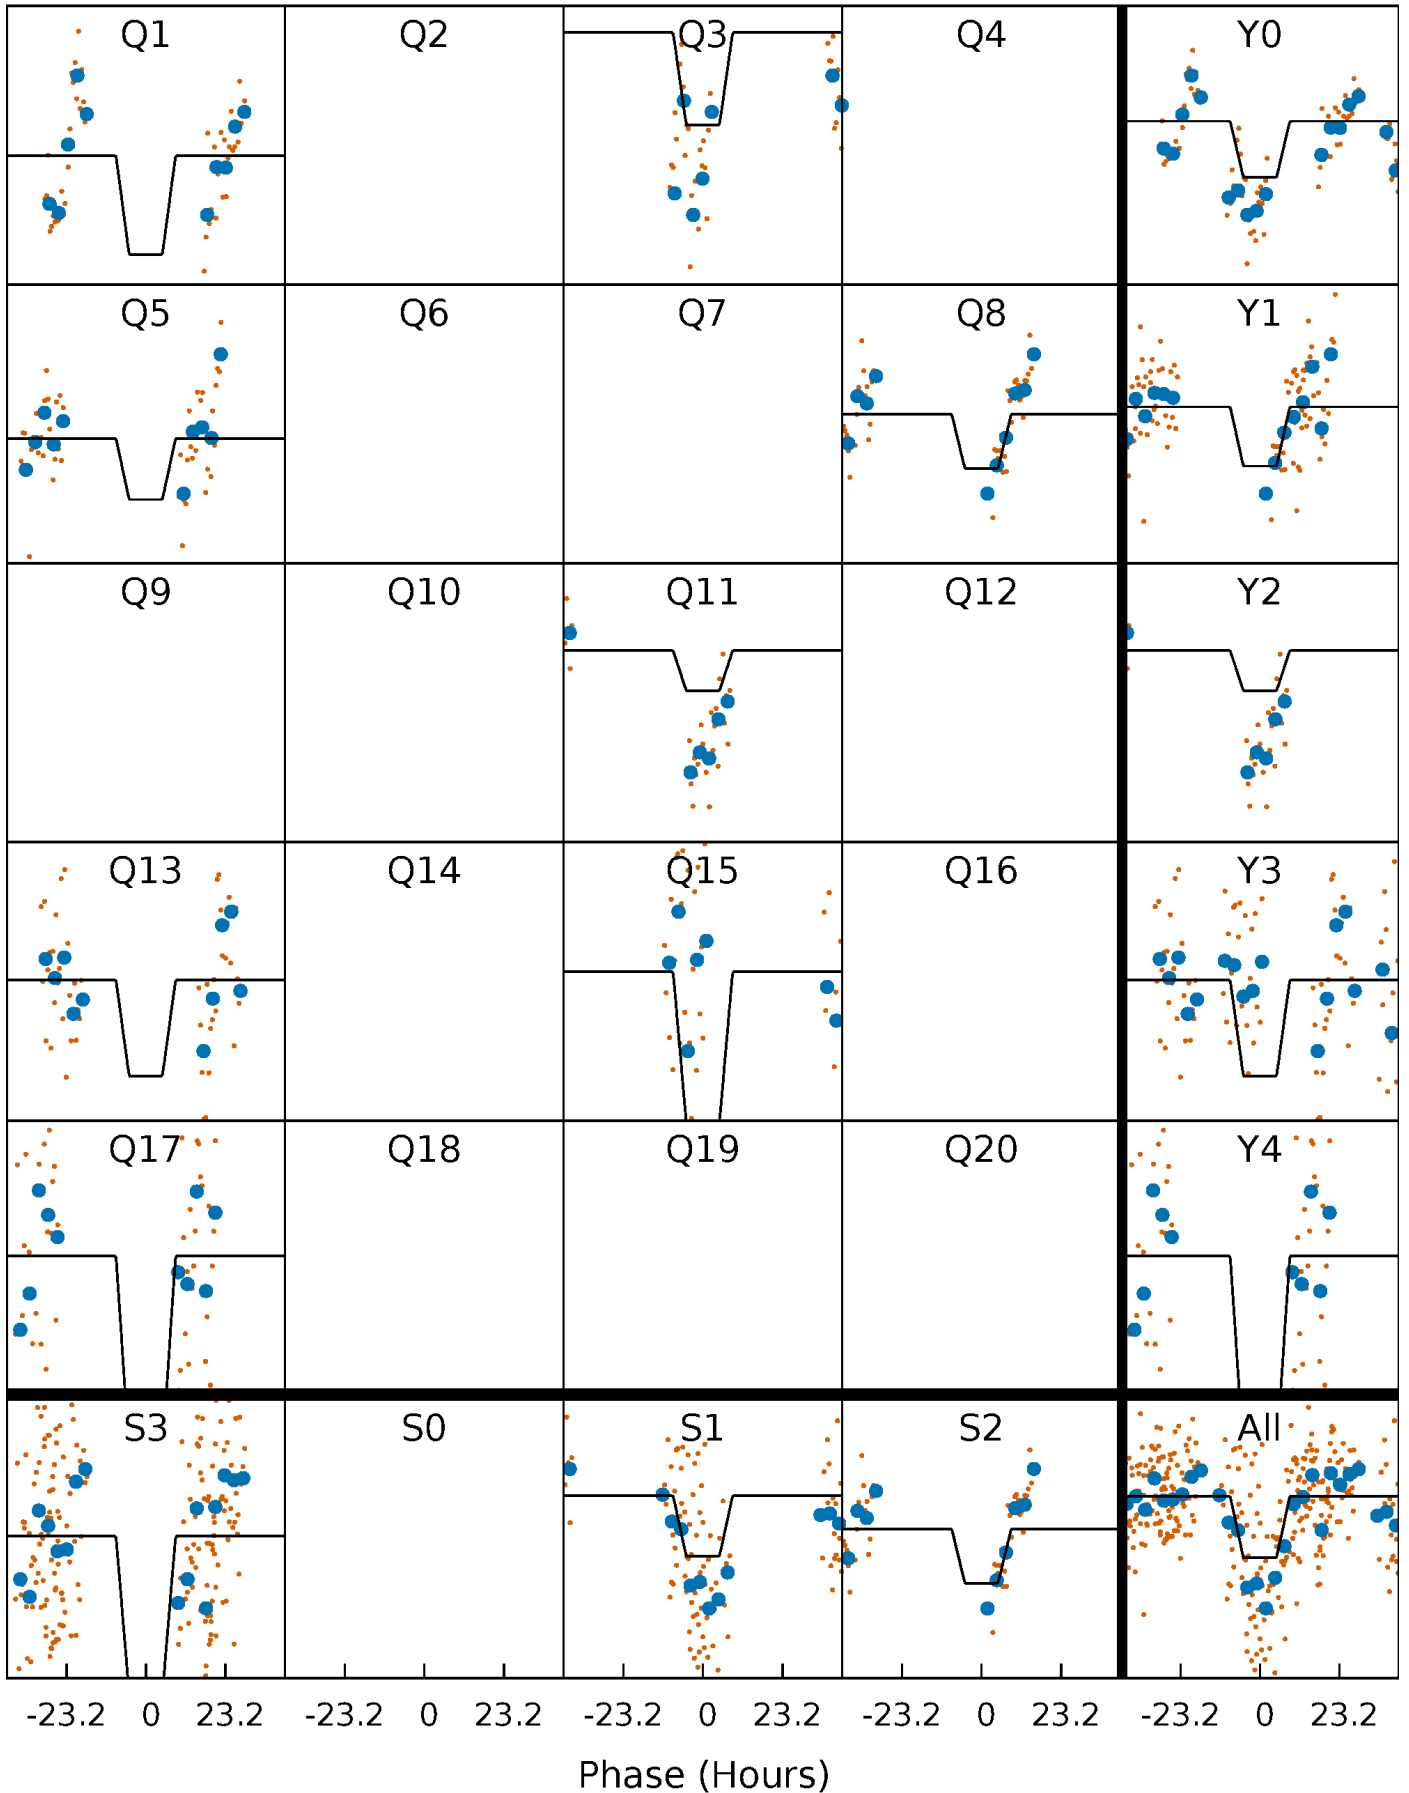 Q1 Q2 Q3 Q4 Y0
Q5 Q6 Q7 Q8 Y1
Q9 Q10 Q11 Q12 Y2
Q13 Q14 Q15 Q16 Y3
Q17 Q18 Q19 Q20 Y4
S3 S0 S1 S2 All
-23.2 0 23.2 -23.2 0 23.2 -23.2 0 23.2 -23.2 0 23.2 -23.2 0 23.2
Phase (Hours)